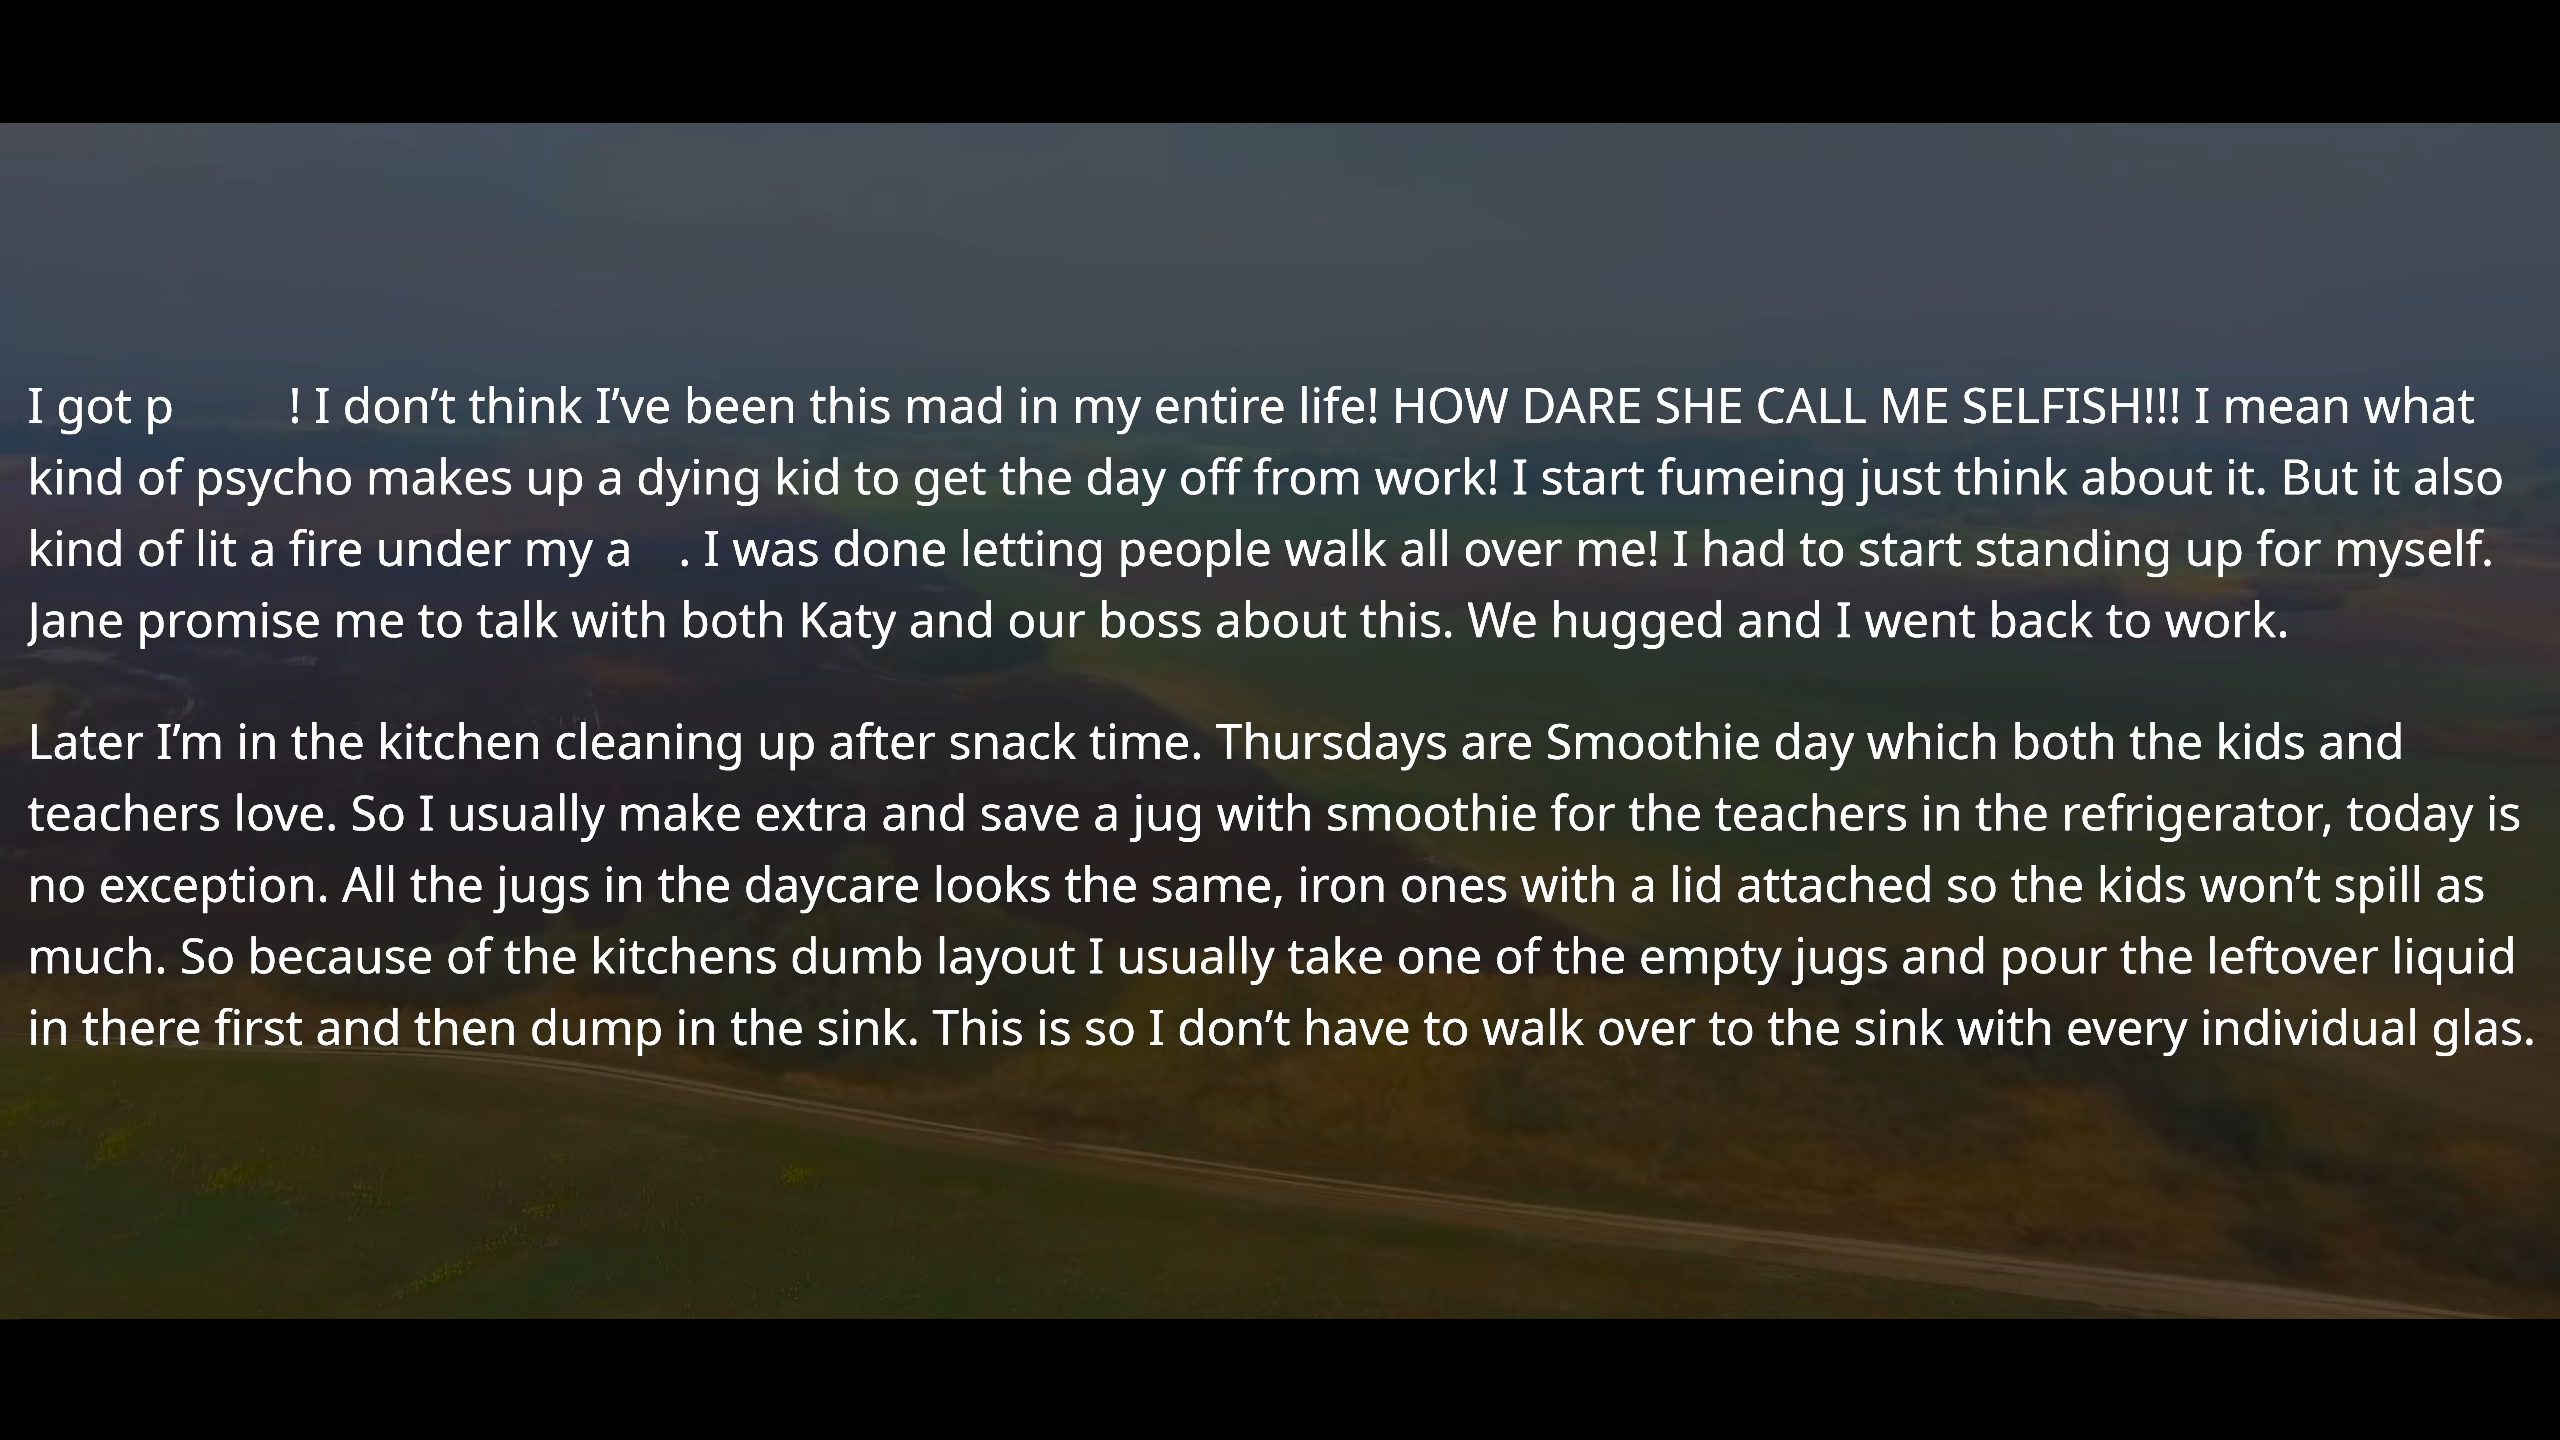 I got p ! I don’t think I’ve been this mad in my entire life! HOW DARE SHE CALL ME SELFISH!!! I mean what
kind of psycho makes up a dying kid to get the day off from work! I start fumeing just think about it. But it also
kind of lit a fire under my a . I was done letting people walk all over me! I had to start standing up for myself.
Jane promise me to talk with both Katy and our boss about this. We hugged and I went back to work.
Later I’m in the kitchen cleaning up after snack time. Thursdays are Smoothie day which both the kids and
teachers love. So I usually make extra and save a jug with smoothie for the teachers in the refrigerator, today is
no exception. All the jugs in the daycare looks the same, iron ones with a lid attached so the kids won’t spill as
much. So because of the kitchens dumb layout I usually take one of the empty jugs and pour the leftover liquid
in there first and then dump in the sink. This is so I don’t have to walk over to the sink with every individual glas.